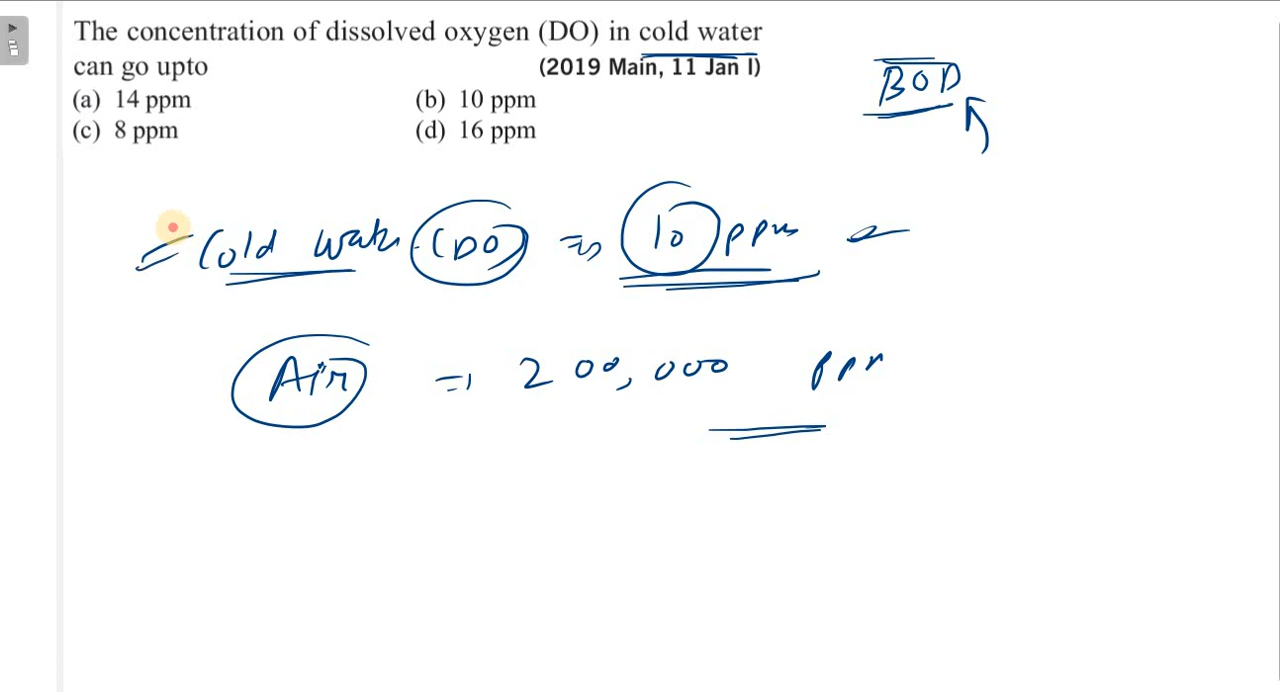 The concentration of dissolved oxygen (DO) in cold water
can go upto (2019 Main, 11 Jan I)
(a) 14 ppm (b) 10 ppm
(c) 8 ppm (d) 16 ppm
BOD
= Cold water (DO) ⇒ 10 ppm
Air ⇒ 200,000 ppm